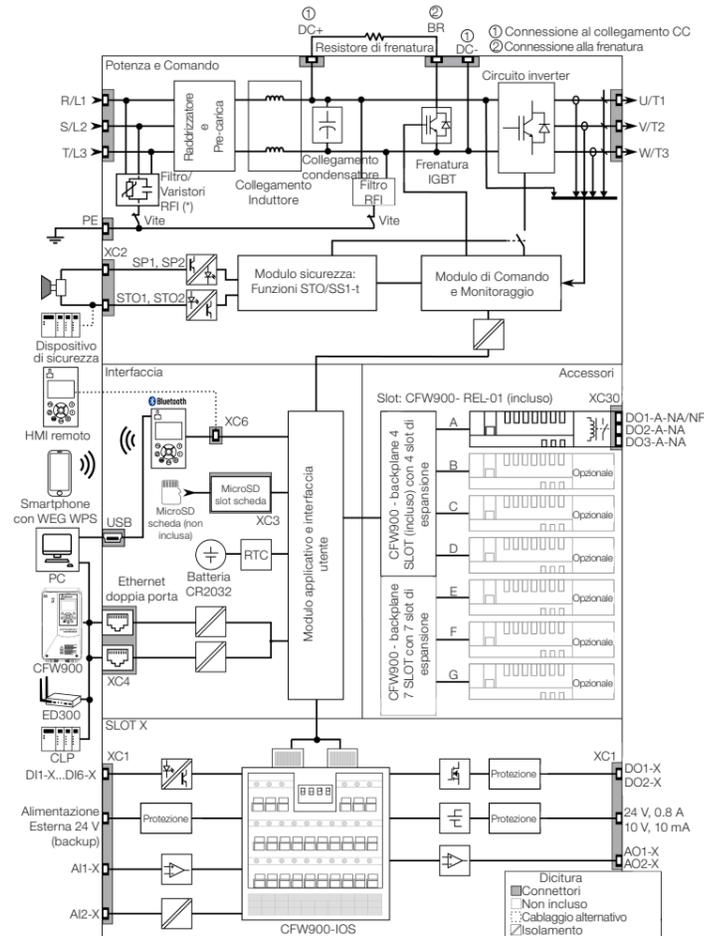 ①
DC+
②
BR
①
DC-
① Connessione al collegamento CC
② Connessione alla frenatura
Resistore di frenatura
Potenza e Comando
Circuito inverter
R/L1
S/L2
T/L3
Raddrizzatore
e
Pre-carica
U/T1
V/T2
W/T3
Collegamento
condensatore
Frenatura
IGBT
Collegamento
Induttore
Filtro/
Varistori
RFI (*)
Filtro
RFI
PE
Vite
Vite
XC2
SP1, SP2
STO1, STO2
Modulo sicurezza:
Funzioni STO/SS1-t
Modulo di Comando
e Monitoraggio
Dispositivo
di sicurezza
Interfaccia
Accessori
HMI remoto
Bluetooth
XC6
Slot: CFW900- REL-01 (incluso)
XC30
DO1-A-NA/NF
DO2-A-NA
DO3-A-NA
A
B
C
D
E
F
G
Opzionale
Opzionale
Opzionale
Opzionale
Opzionale
Opzionale
CFW900 - backplane 4
SLOT (incluso) con 4 slot di
espansione
CFW900 - backplane
7 SLOT con 7 slot di
espansione
Modulo applicativo e interfaccia
utente
Smartphone
con WEG WPS
MicroSD
scheda (non
inclusa)
MicroSD
slot scheda
XC3
USB
PC
RTC
Batteria
CR2032
Ethernet
doppia porta
CFW900
XC4
ED300
CLP
SLOT X
XC1
XC1
DI1-X...DI6-X
Protezione
DO1-X
DO2-X
Alimentazione
Esterna 24 V
(backup)
Protezione
Protezione
24 V, 0.8 A
10 V, 10 mA
AI1-X
AO1-X
AO2-X
AI2-X
CFW900-IOS
Dicitura
Connettori
Non incluso
Cablaggio alternativo
Isolamento